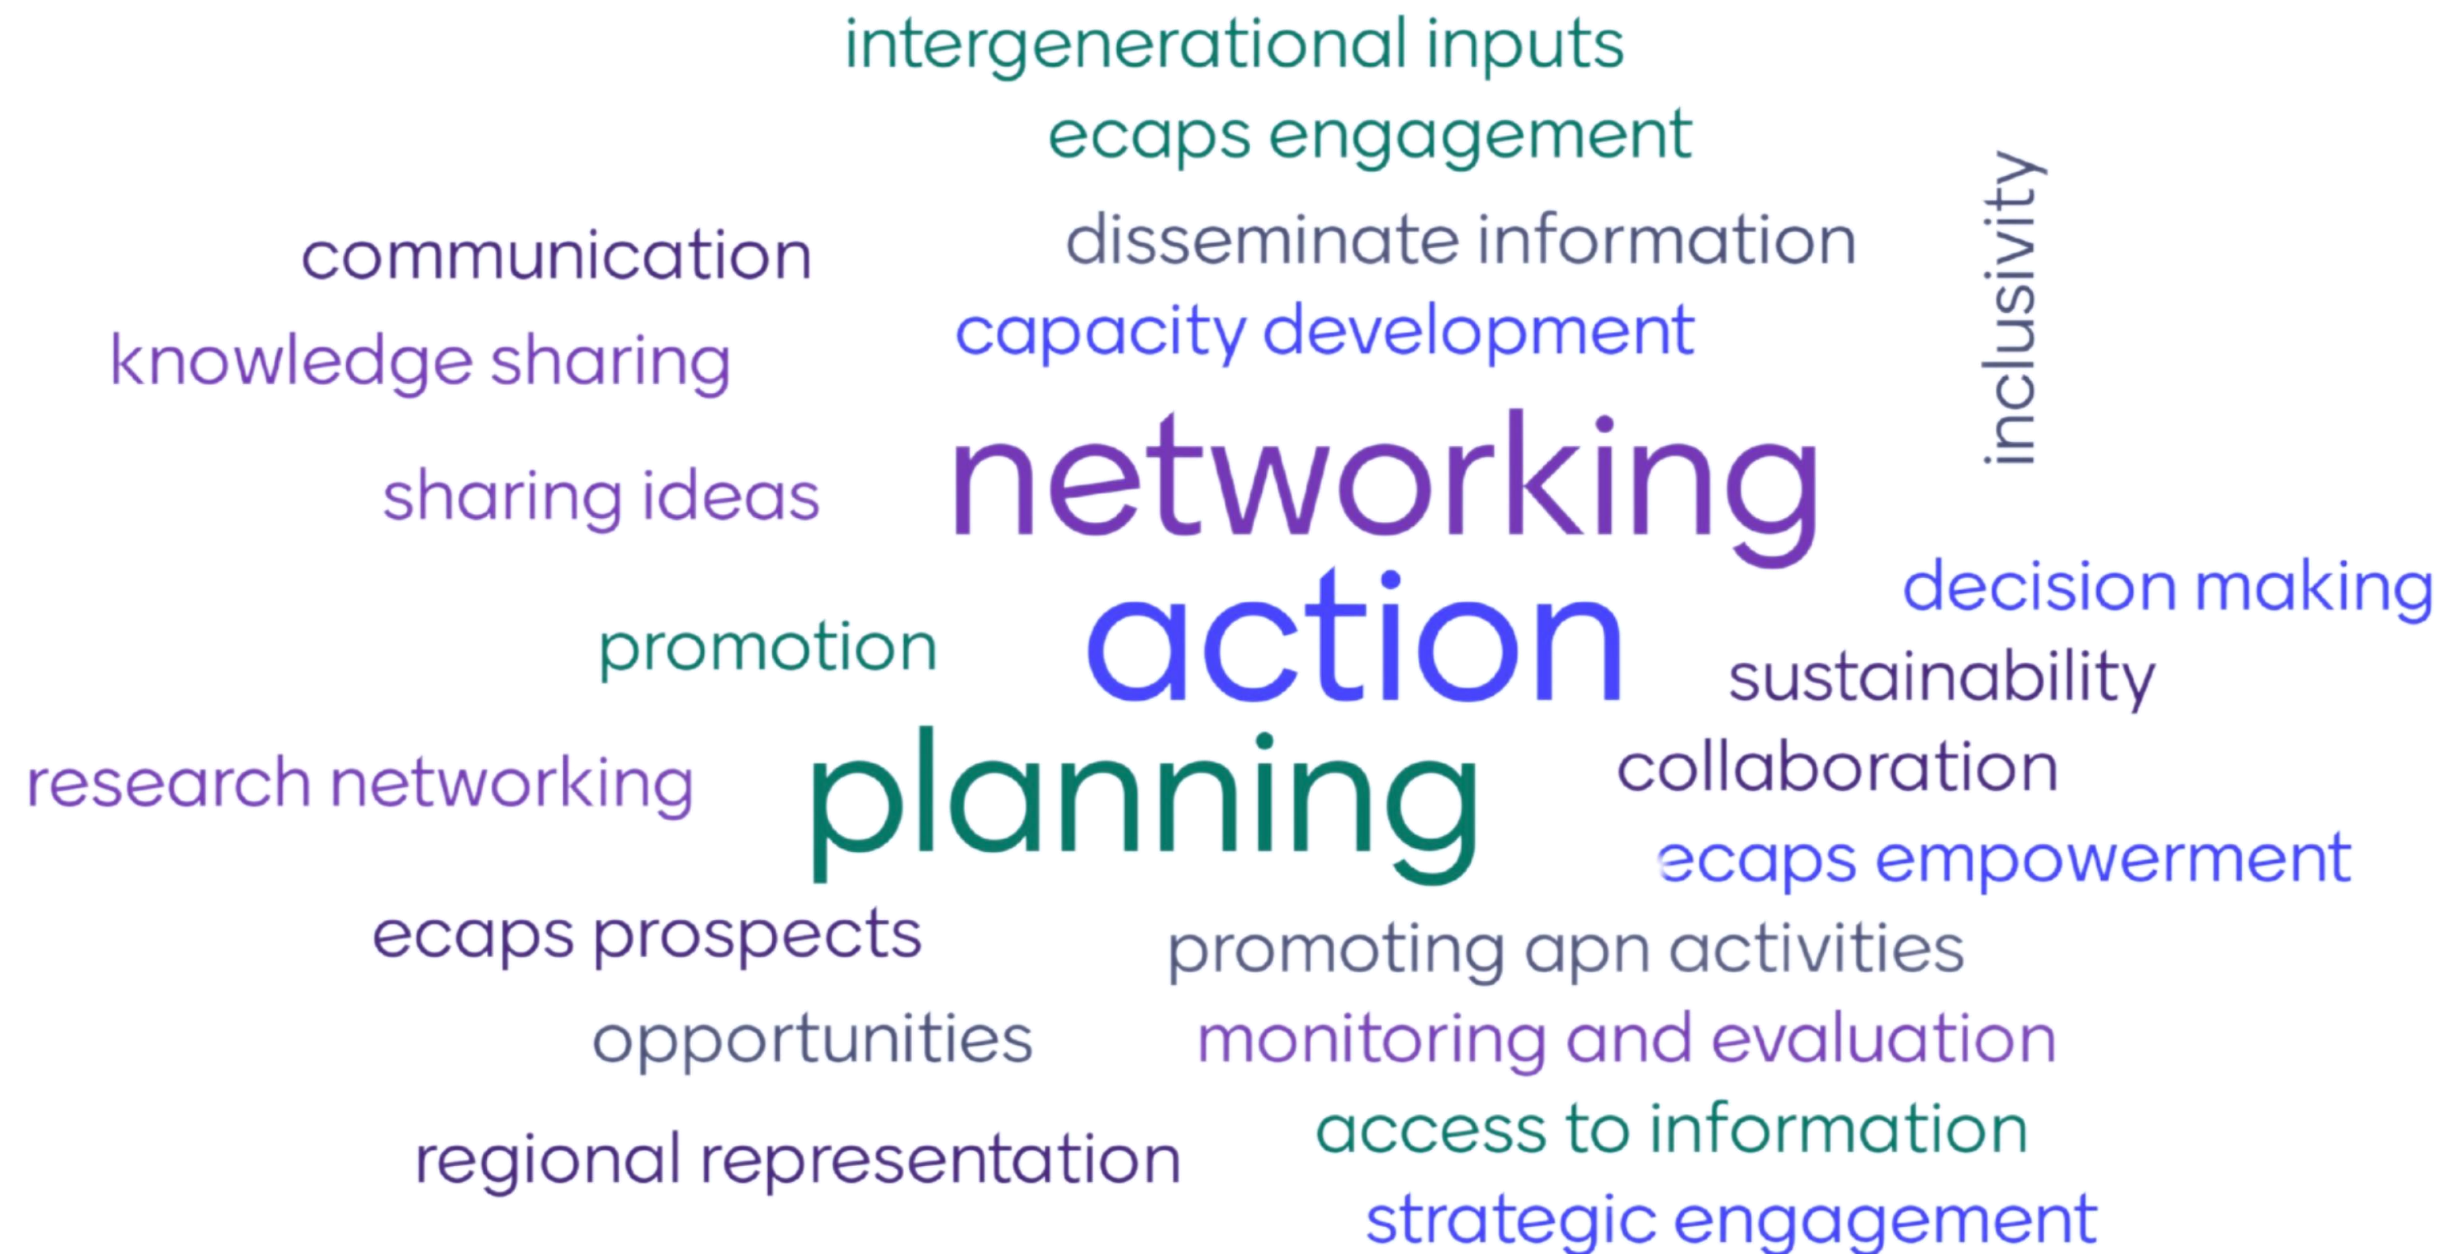 intergenerational inputs
ecaps engagement
inclusivity
communication
disseminate information
knowledge sharing
capacity development
sharing ideas
networking
decision making
promotion
action
sustainability
research networking
planning
collaboration
ecaps empowerment
ecaps prospects
promoting apn activities
opportunities
monitoring and evaluation
access to information
regional representation
strategic engagement